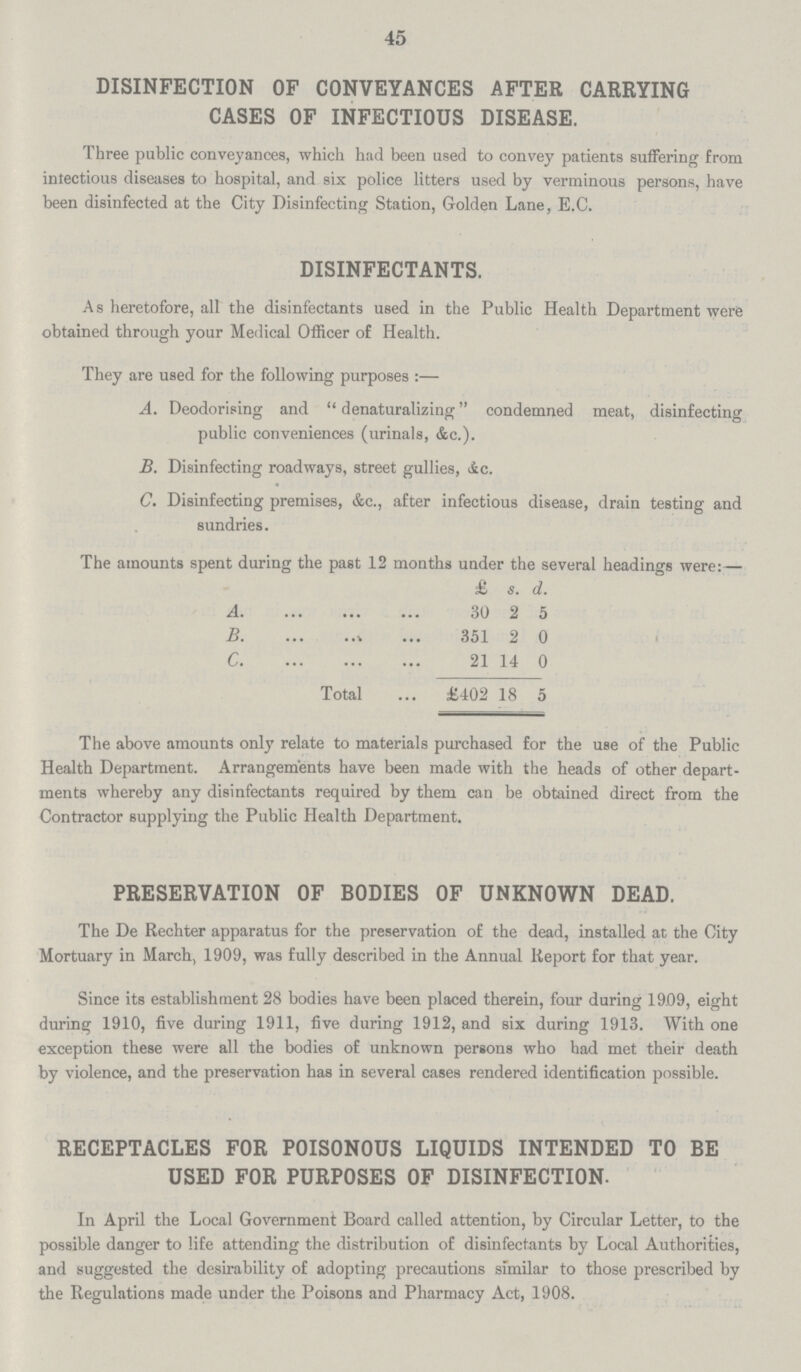 45
DISINFECTION OF CONVEYANCES AFTER CARRYING
CASES OF INFECTIOUS DISEASE.
Three public conveyances, which had been used to convey patients suffering from
intectious diseases to hospital, and six police litters used by verminous persons, have
been disinfected at the City Disinfecting Station, Golden Lane, E.C.
DISINFECTANTS.
As heretofore, all the disinfectants used in the Public Health Department were
obtained through your Medical Officer of Health.
They are used for the following purposes :—
A. Deodorising and “denaturalizing” condemned meat, disinfecting
public conveniences (urinals, &c.).
B. Disinfecting roadways, street gullies, &c.
C. Disinfecting premises, &c., after infectious disease, drain testing and
sundries.
The amounts spent during the past 12 months under the several headings were:—
£ s. d.
A. ... ... ... 30 2 5
B. ... ... ... 351 2 0
C. ... ... ... 21 14 0
Total ... £402 18 5
The above amounts only relate to materials purchased for the use of the Public
Health Department. Arrangements have been made with the heads of other depart-
ments whereby any disinfectants required by them can be obtained direct from the
Contractor supplying the Public Health Department.
PRESERVATION OF BODIES OF UNKNOWN DEAD.
The De Rechter apparatus for the preservation of the dead, installed at the City
Mortuary in March, 1909, was fully described in the Annual Report for that year.
Since its establishment 28 bodies have been placed therein, four during 1909, eight
during 1910, five during 1911, five during 1912, and six during 1913. With one
exception these were all the bodies of unknown persons who had met their death
by violence, and the preservation has in several cases rendered identification possible.
RECEPTACLES FOR POISONOUS LIQUIDS INTENDED TO BE
USED FOR PURPOSES OF DISINFECTION.
In April the Local Government Board called attention, by Circular Letter, to the
possible danger to life attending the distribution of disinfectants by Local Authorities,
and suggested the desirability of adopting precautions similar to those prescribed by
the Regulations made under the Poisons and Pharmacy Act, 1908.